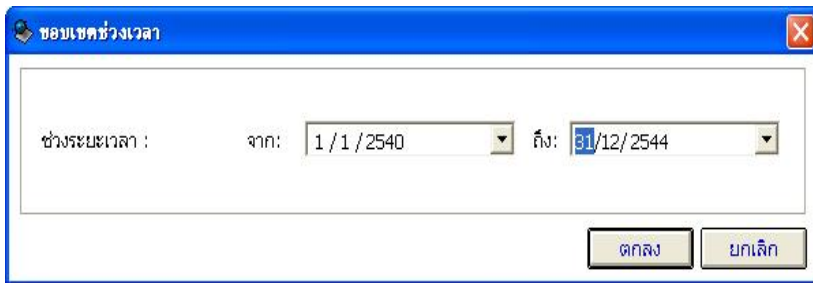 ขอบเขตช่วงเวลา
ช่วงระยะเวลา : จาก: 1 / 1 / 2540 ถึง: 31/12/2544
ตกลง ยกเลิก